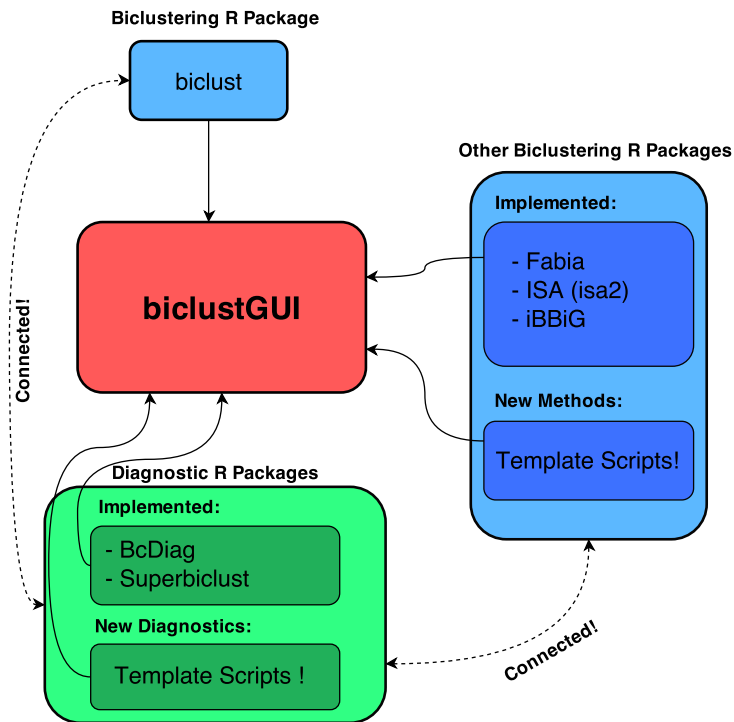 Biclustering R Package
biclust
Other Biclustering R Packages
Implemented:
- Fabia
- ISA (isa2)
- iBBiG
New Methods:
Template Scripts!
biclustGUI
Connected!
Diagnostic R Packages
Implemented:
- BcDiag
- Superbiclust
New Diagnostics:
Template Scripts !
Connected!